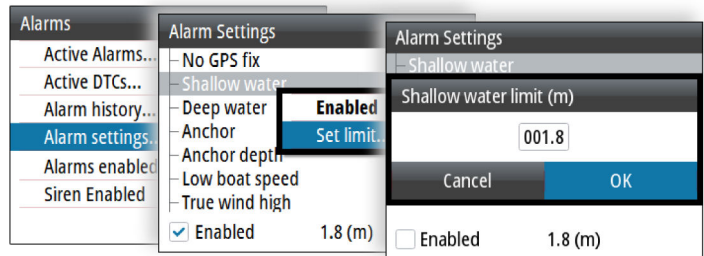 Alarms
Active Alarms...
Active DTCs...
Alarm history...
Alarm settings..
Alarms enabled
Siren Enabled
Alarm Settings
No GPS fix
Shallow water
Deep water
Anchor
Anchor depth
Low boat speed
True wind high
Enabled 1.8 (m)
Enabled
Set limit..
Alarm Settings
Shallow water
Shallow water limit (m)
001.8
Cancel OK
Enabled 1.8 (m)